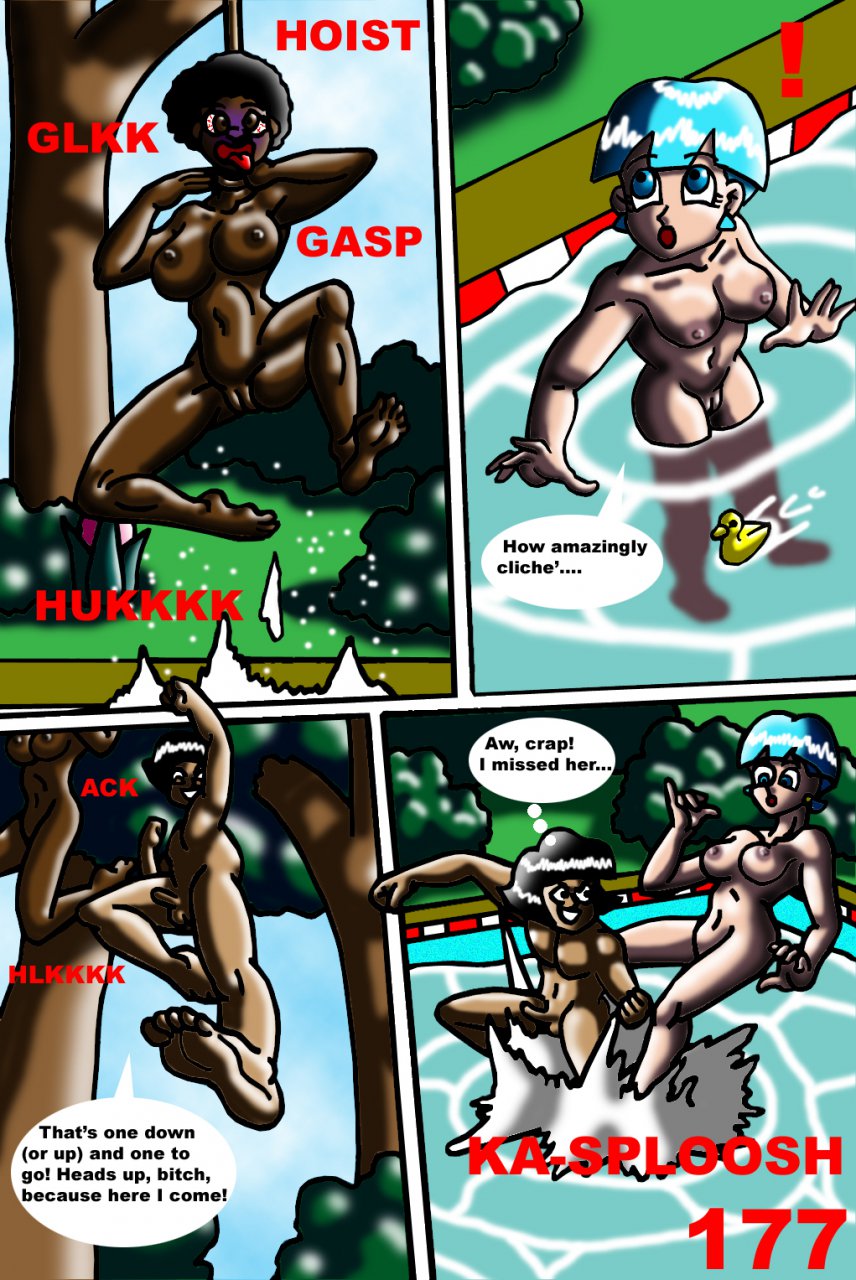 HOIST
GLKK
GASP
HUKKKK
!
How amazingly
cliche'....
ACK
HLKKKK
That's one down
(or up) and one to
go! Heads up, bitch,
because here I come!
Aw, crap!
I missed her...
KA-SPLOOSH
177